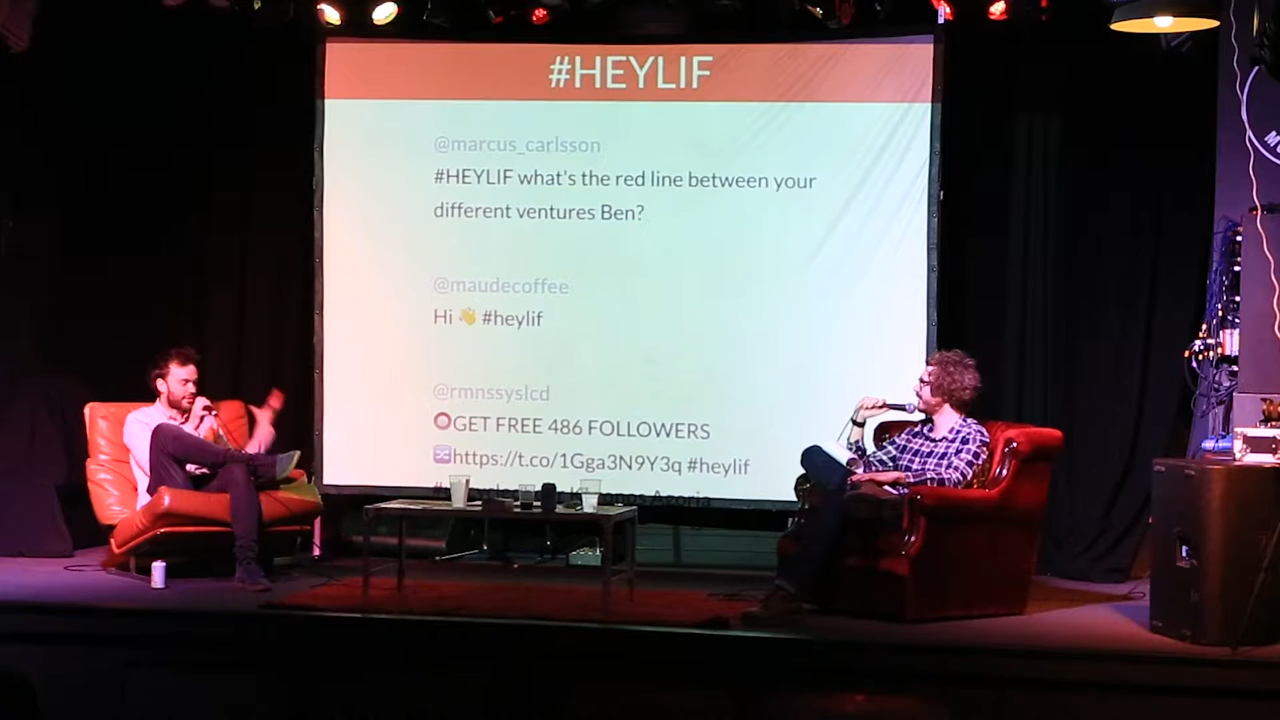 #HEYLIF
@marcus_carlsson
#HEYLIF what's the red line between your
different ventures Ben?
@maudecoffee
Hi 👋 #heylif
@rmnssyslcd
⭕GET FREE 486 FOLLOWERS
🔀https://t.co/1Gga3N9Y3q #heylif